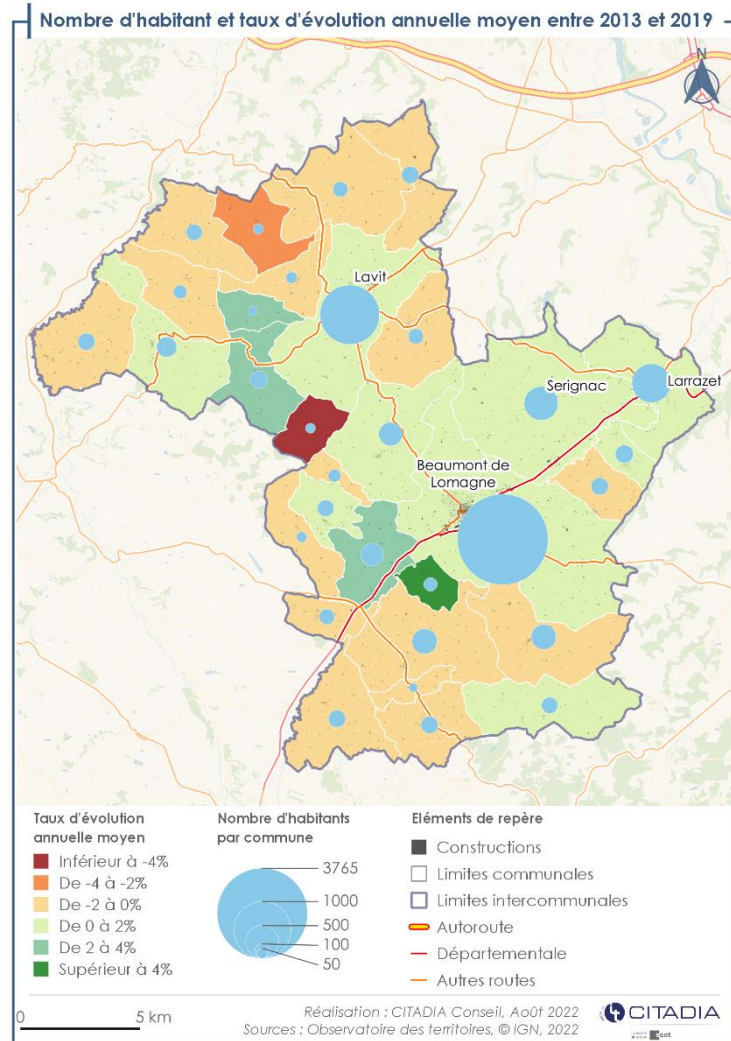 Nombre d'habitant et taux d'évolution annuelle moyen entre 2013 et 2019
N
Lavit
Serignac
Larrazet
Beaumont de
Lomagne
Taux d'évolution
annuelle moyen
Inférieur à -4%
De -4 à -2%
De -2 à 0%
De 0 à 2%
De 2 à 4%
Supérieur à 4%
Nombre d'habitants
par commune
3765
1000
500
100
50
Eléments de repère
Constructions
Limites communales
Limites intercommunales
Autoroute
Départementale
Autres routes
0 5 km
Réalisation : CITADIA Conseil, Août 2022
Sources : Observatoire des territoires, © IGN, 2022
CITADIA